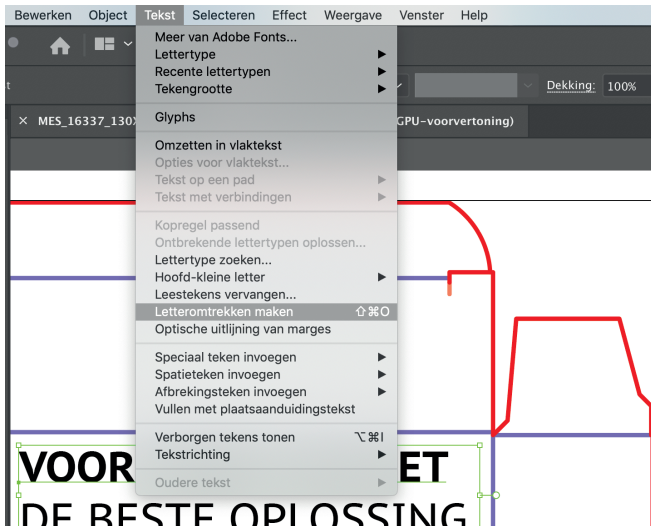 Bewerken Object Tekst Selecteren Effect Weergave Venster Help
Meer van Adobe Fonts...
Lettertype
Recente lettertypen
Tekengrootte
Dekking: 100%
Glyphs
× MES_16337_130 GPU-voorvertoning)
Omzetten in vlaktekst
Opties voor vlaktekst...
Tekst op een pad
Tekst met verbindingen
Kopregel passend
Ontbrekende lettertypen oplossen...
Lettertype zoeken...
Hoofd-kleine letter
Leestekens vervangen...
Letteromtrekken maken ⇧⌘O
Optische uitlijning van marges
Speciaal teken invoegen
Spatieteken invoegen
Afbrekingsteken invoegen
Vullen met plaatsaanduidingstekst
Verborgen tekens tonen ⌥⌘I
Tekstrichting
Oudere tekst
VOOR ET
DE BESTE OPLOSSING